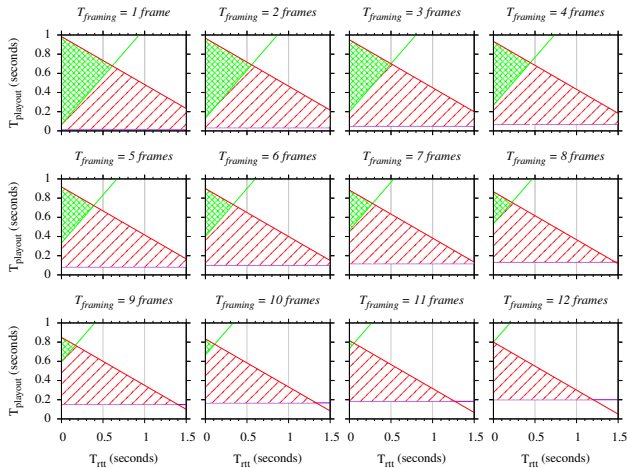 T_framing = 1 frame T_framing = 2 frames T_framing = 3 frames T_framing = 4 frames
1
0.8
0.6
0.4
0.2
0
T_playout (seconds)
T_framing = 5 frames T_framing = 6 frames T_framing = 7 frames T_framing = 8 frames
1
0.8
0.6
0.4
0.2
0
T_playout (seconds)
T_framing = 9 frames T_framing = 10 frames T_framing = 11 frames T_framing = 12 frames
1
0.8
0.6
0.4
0.2
0
T_playout (seconds)
0 0.5 1 1.5 0 0.5 1 1.5 0 0.5 1 1.5 0 0.5 1 1.5
T_rtt (seconds) T_rtt (seconds) T_rtt (seconds) T_rtt (seconds)